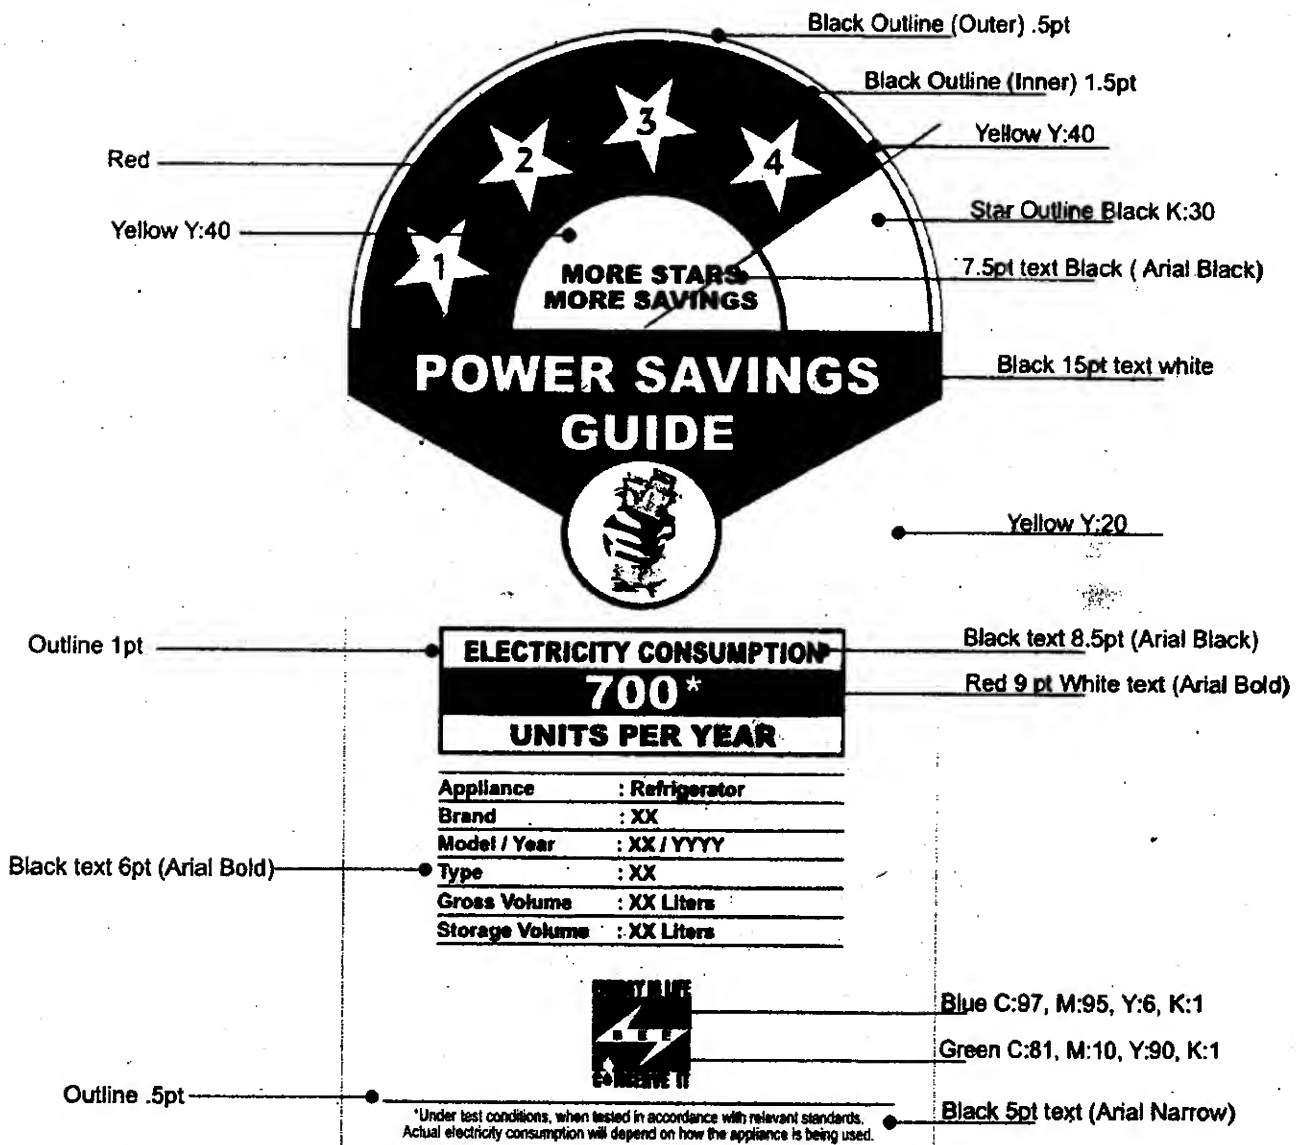 Black Outline (Outer) .5pt
Black Outline (Inner) 1.5pt
Yellow Y:40
Red
Star Outline Black K:30
Yellow Y:40
7.5pt text Black ( Arial Black)
1
2
3
4
MORE STARS
MORE SAVINGS
Black 15pt text white
POWER SAVINGS
GUIDE
Yellow Y:20
Outline 1pt
ELECTRICITY CONSUMPTION
Black text 8.5pt (Arial Black)
700*
Red 9 pt White text (Arial Bold)
UNITS PER YEAR
Appliance : Refrigerator
Brand : XX
Model / Year : XX / YYYY
Black text 6pt (Arial Bold)
Type : XX
Gross Volume : XX Liters
Storage Volume : XX Liters
ENERGY IS LIFE
Blue C:97, M:95, Y:6, K:1
BEE
Green C:81, M:10, Y:90, K:1
CONSERVE IT
Outline .5pt
Black 5pt text (Arial Narrow)
*Under test conditions, when tested in accordance with relevant standards.
Actual electricity consumption will depend on how the appliance is being used.